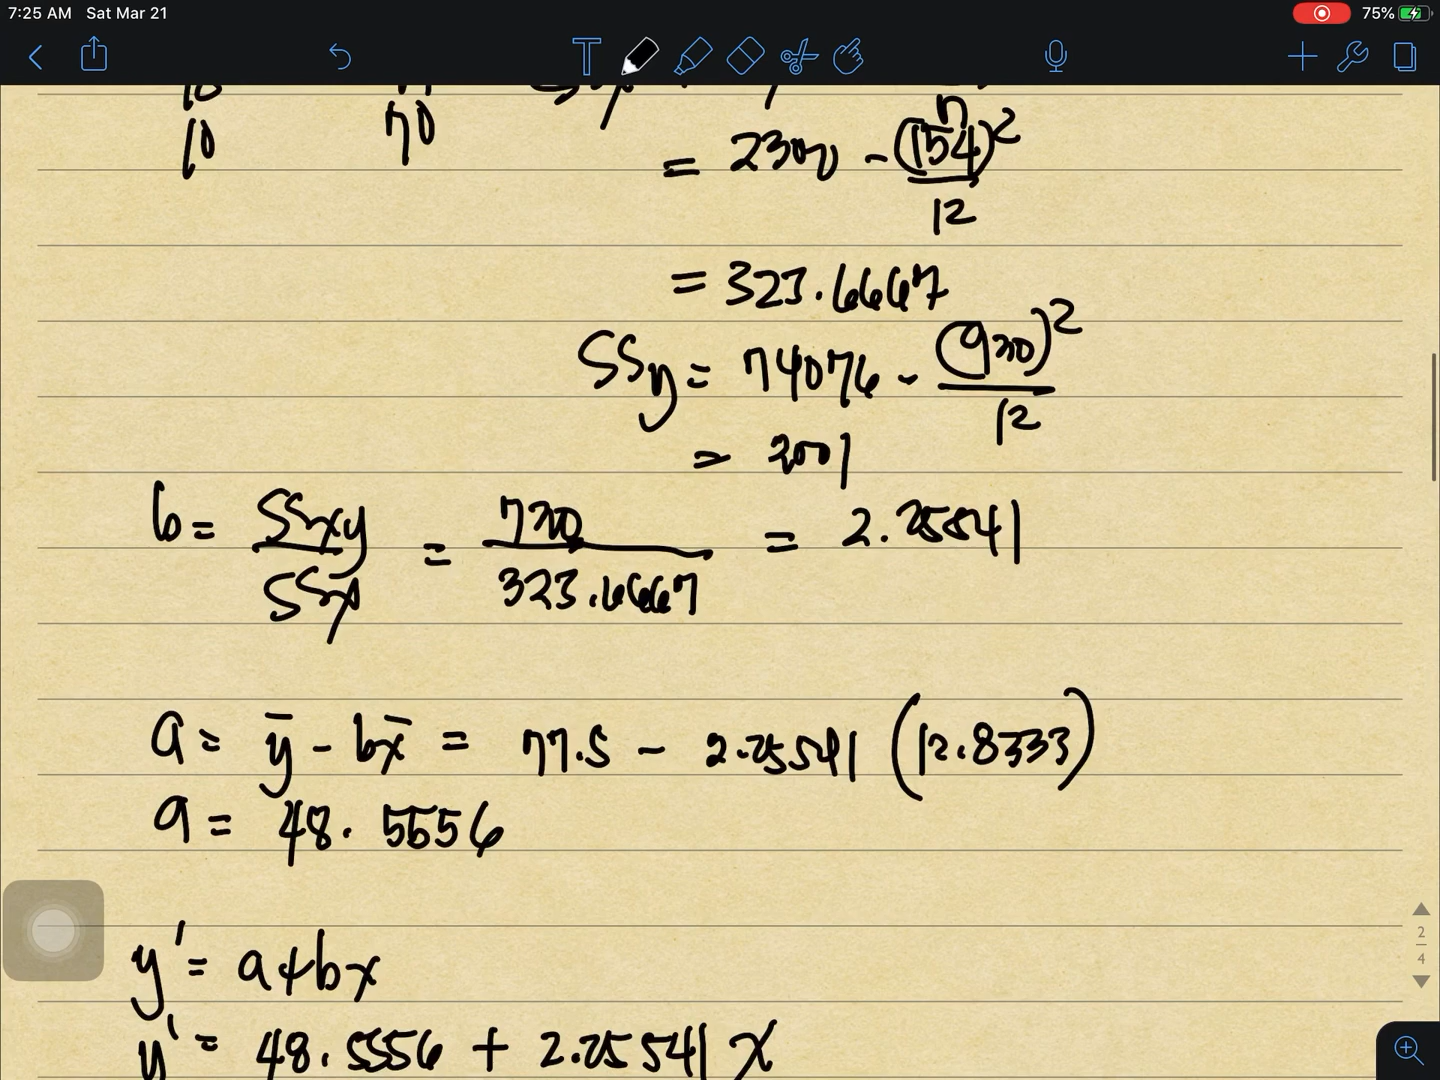 7:25 AM Sat Mar 21 75%
T
10 70
= 2300 - (154)²/12
n
= 323.6667
SSy = 74076 - (930)²/12
= 2001
b = SSxy/SSx = 730/323.6667 = 2.25541
a = y̅ - bx̅ = 77.5 - 2.25541 (12.8333)
a = 48.5556
y' = a + bx
y' = 48.5556 + 2.25541 x
2
4